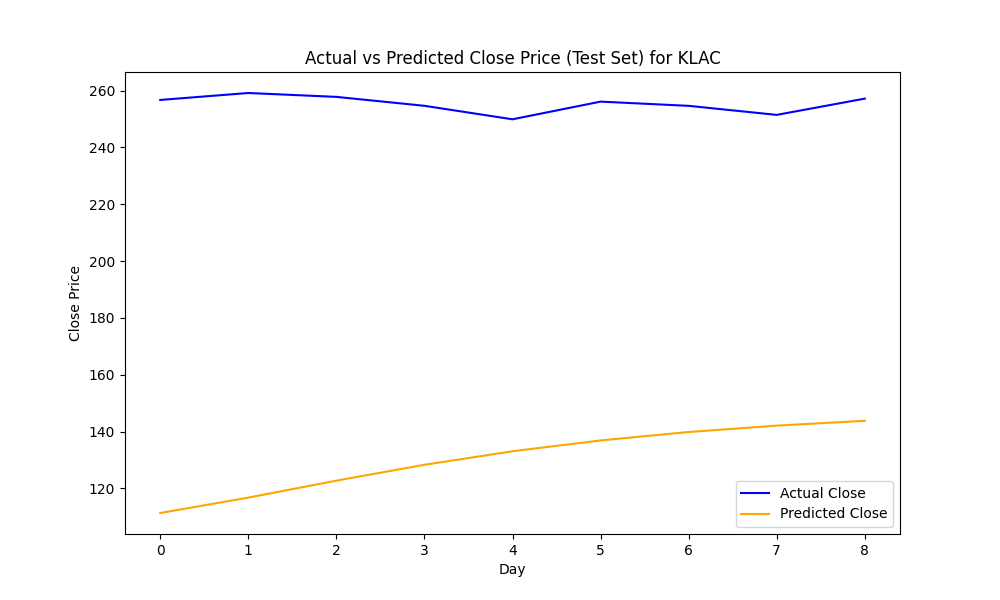 Actual vs Predicted Close Price (Test Set) for KLAC
Close Price
260
240
220
200
180
160
140
120
0 1 2 3 4 5 6 7 8
Day
Actual Close
Predicted Close